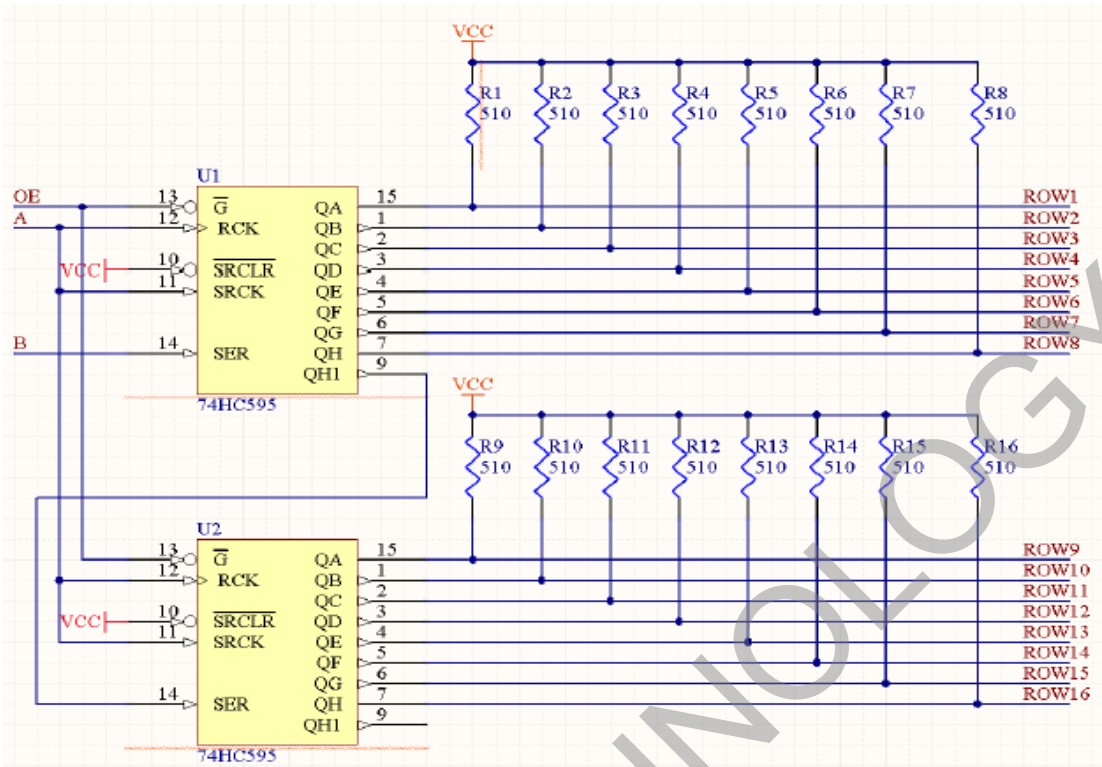 VCC
R1 R2 R3 R4 R5 R6 R7 R8
510 510 510 510 510 510 510 510
U1
OE 13 G QA 15 ROW1
A 12 RCK QB 1 ROW2
QC 2 ROW3
VCC 10 SRCLR QD 3 ROW4
11 SRCK QE 4 ROW5
QF 5 ROW6
QG 6 ROW7
B 14 SER QH 7 ROW8
QH1 9
74HC595
VCC
R9 R10 R11 R12 R13 R14 R15 R16
510 510 510 510 510 510 510 510
U2
13 G QA 15 ROW9
12 RCK QB 1 ROW10
QC 2 ROW11
VCC 10 SRCLR QD 3 ROW12
11 SRCK QE 4 ROW13
QF 5 ROW14
QG 6 ROW15
14 SER QH 7 ROW16
QH1 9
74HC595
NOLOGY